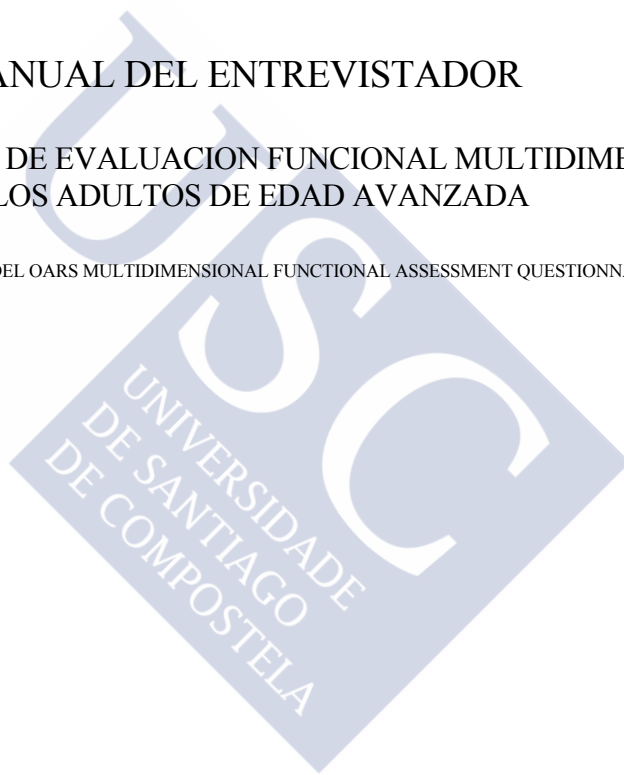 ANUAL DEL ENTREVISTADOR
DE EVALUACION FUNCIONAL MULTIDIME
LOS ADULTOS DE EDAD AVANZADA
DEL OARS MULTIDIMENSIONAL FUNCTIONAL ASSESSMENT QUESTIONNA
USC
UNIVERSIDADE
DE SANTIAGO
DE COMPOSTELA